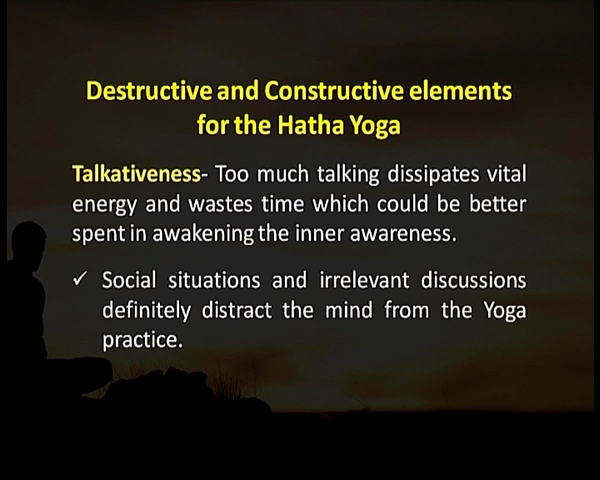 Destructive and Constructive elements
for the Hatha Yoga
Talkativeness- Too much talking dissipates vital
energy and wastes time which could be better
spent in awakening the inner awareness.
✓ Social situations and irrelevant discussions
definitely distract the mind from the Yoga
practice.